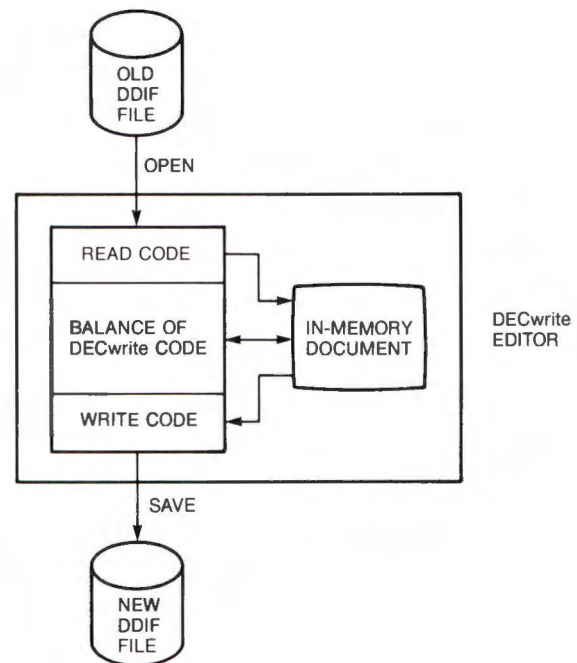 OLD
DDIF
FILE
OPEN
READ CODE
BALANCE OF
DECwrite CODE
IN-MEMORY
DOCUMENT
DECwrite
EDITOR
WRITE CODE
SAVE
NEW
DDIF
FILE